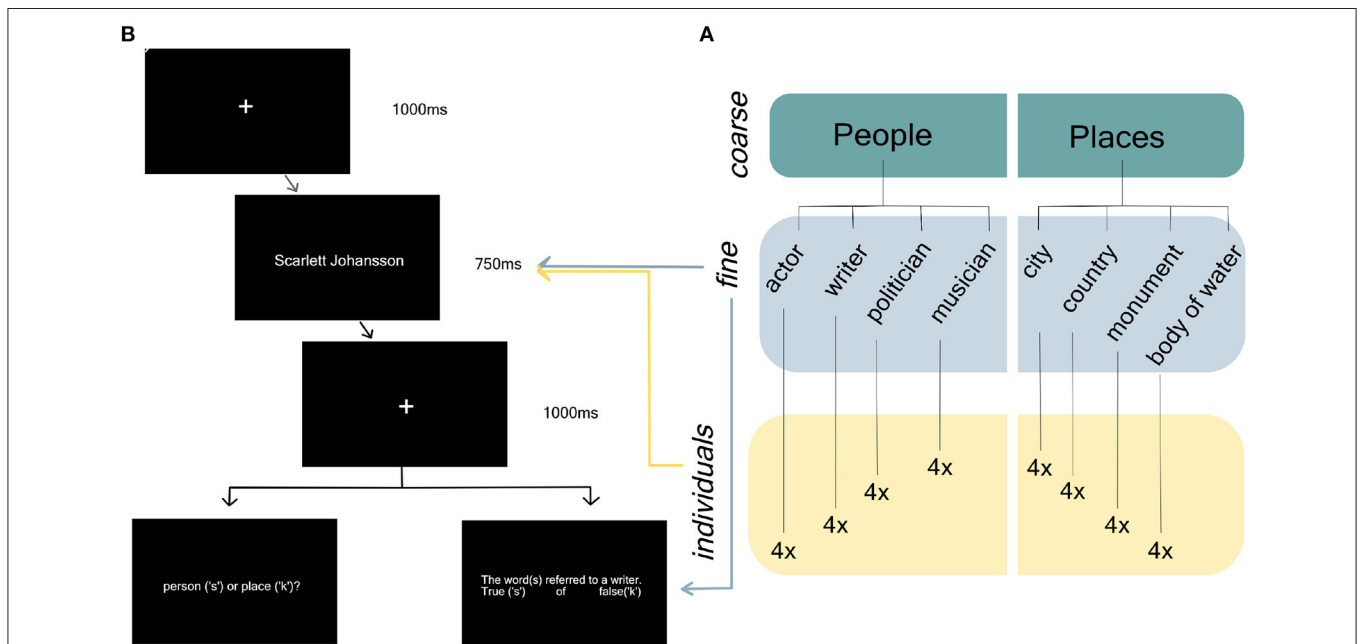 B
+
1000ms
Scarlett Johansson
750ms
+
1000ms
person ('s') or place ('k')?
The word(s) referred to a writer.
True ('s') of false('k')
A
coarse
People
Places
fine
actor
writer
politician
musician
city
country
monument
body of water
individuals
4x
4x
4x
4x
4x
4x
4x
4x